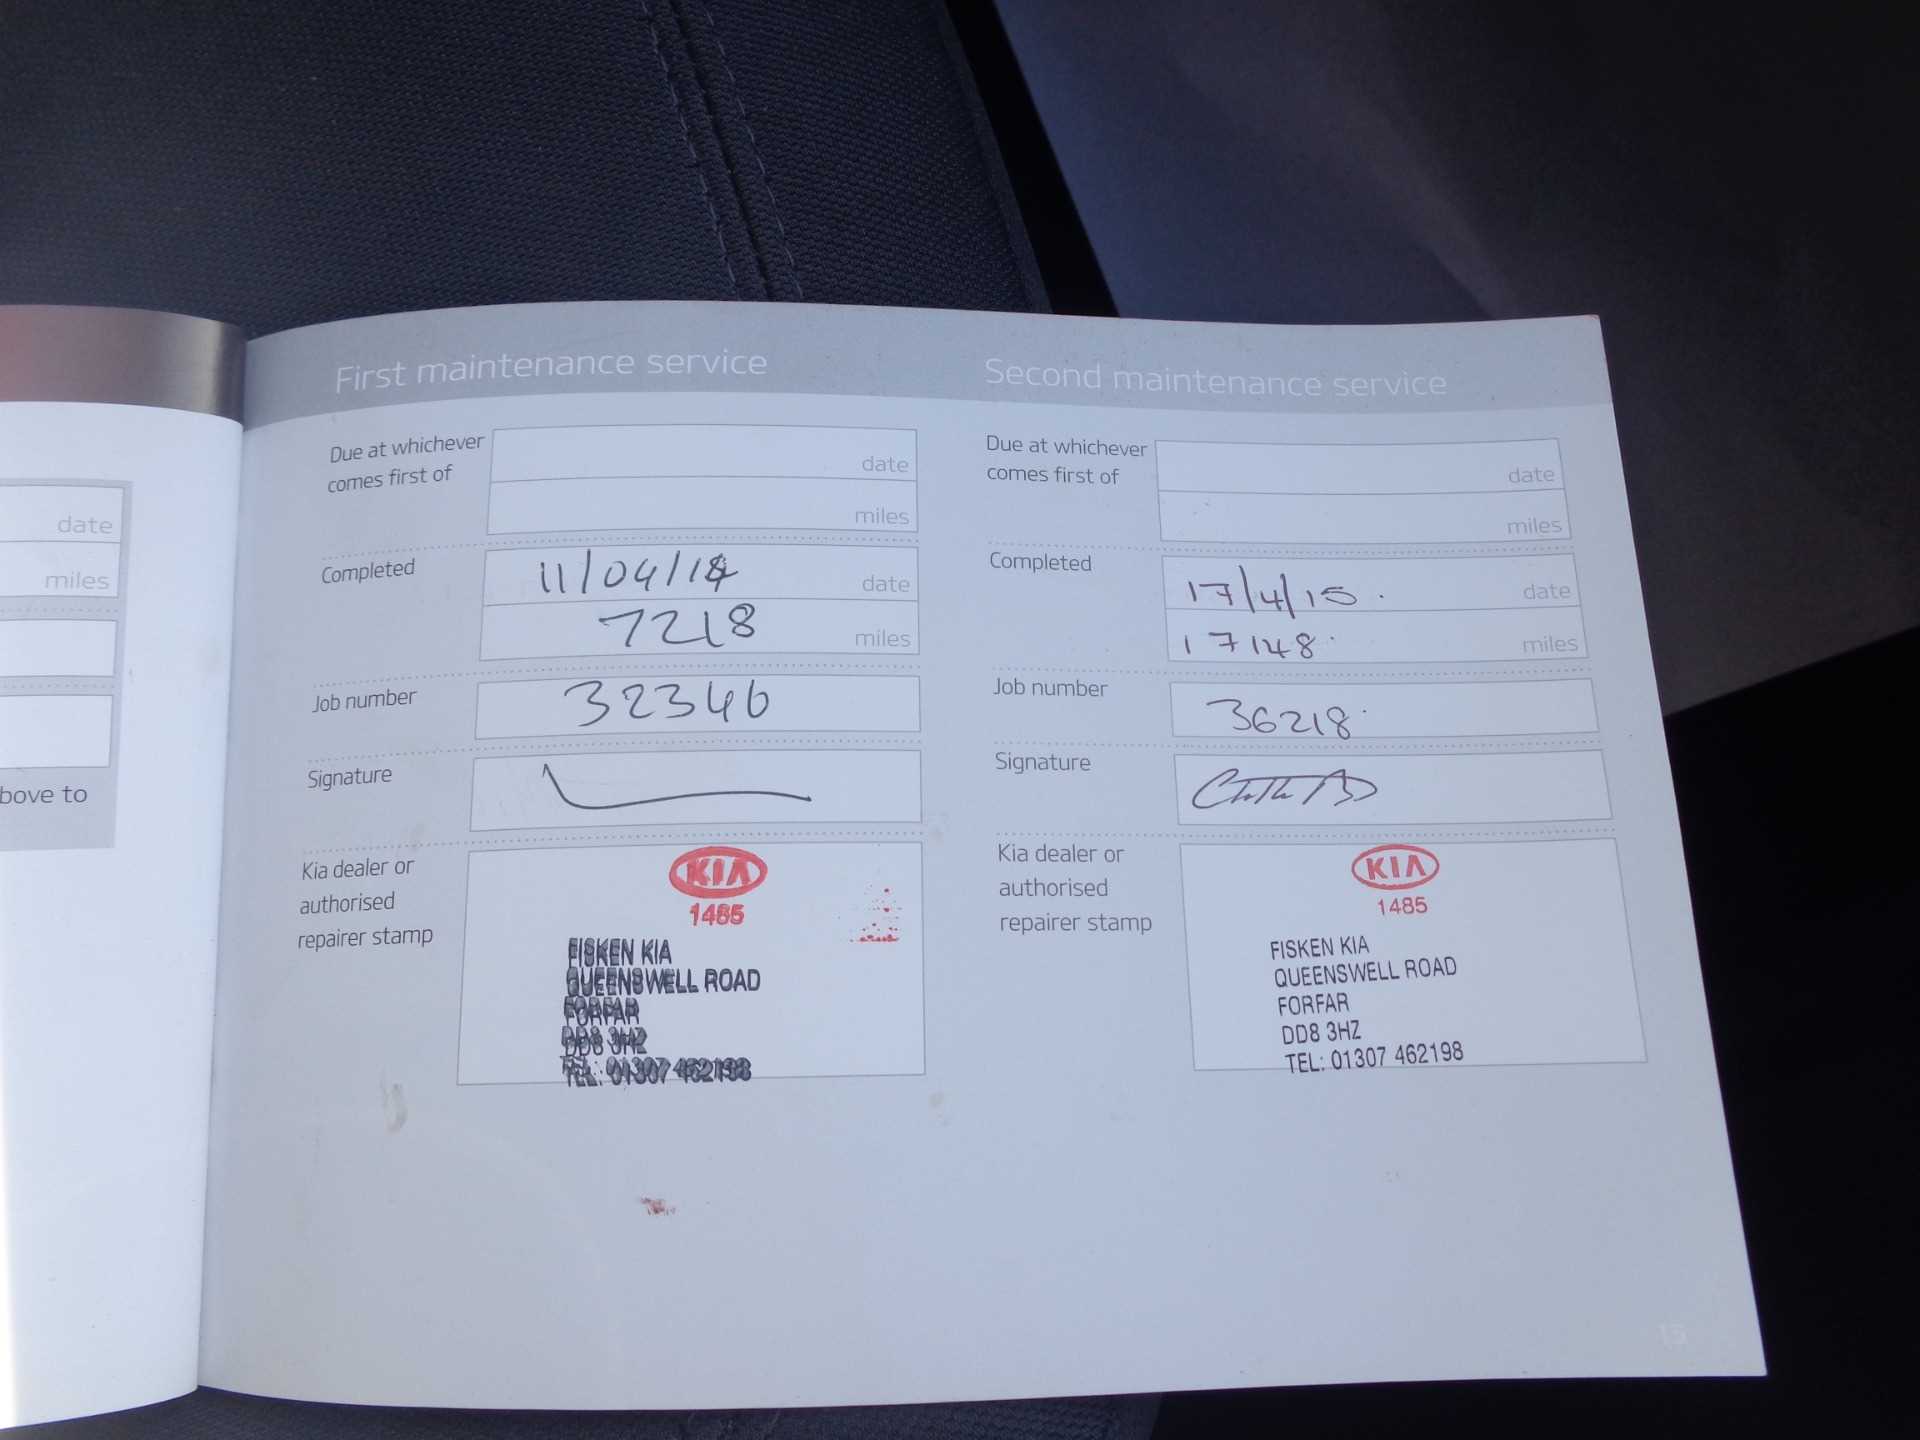 date
miles
bove to
First maintenance service
Due at whichever
comes first of
date
miles
Completed
11/04/14
date
7218
miles
Job number
32346
Signature
Kia dealer or
authorised
repairer stamp
KIA
1485
FISKEN KIA
QUEENSWELL ROAD
FORFAR
DD8 3HZ
TEL: 01307 462198
Second maintenance service
Due at whichever
comes first of
date
miles
Completed
17/4/15.
date
17148.
miles
Job number
36218.
Signature
Kia dealer or
authorised
repairer stamp
KIA
1485
FISKEN KIA
QUEENSWELL ROAD
FORFAR
DD8 3HZ
TEL: 01307 462198
15